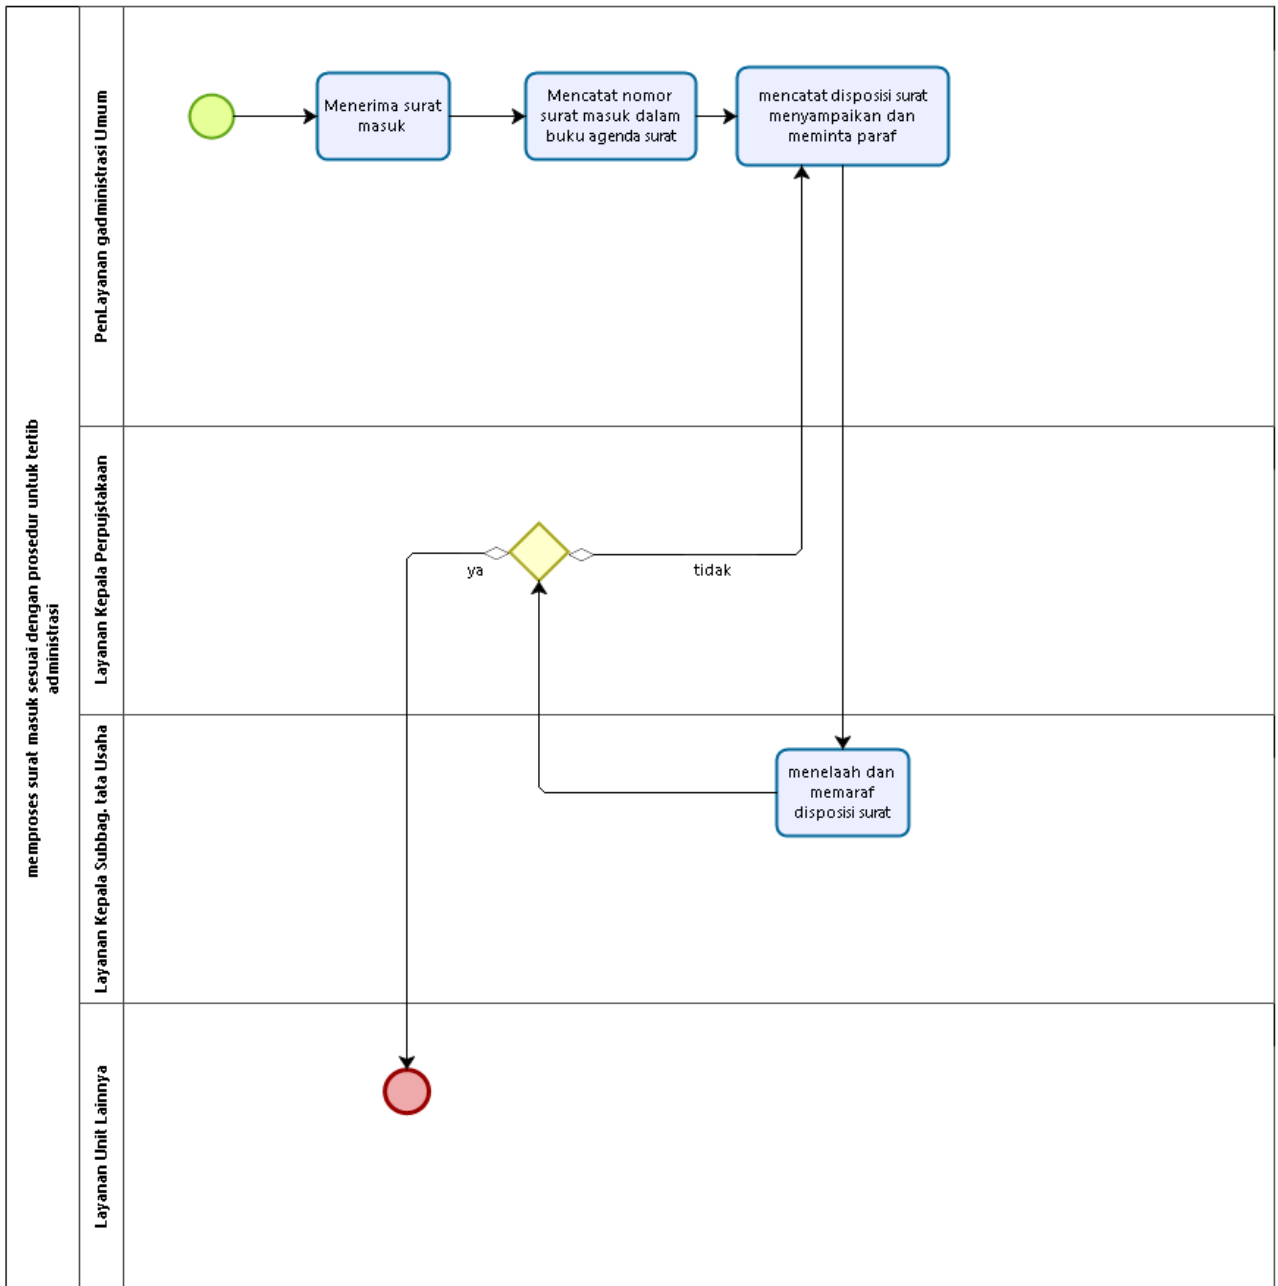 memproses surat masuk sesuai dengan prosedur untuk tertib
administrasi
PenLayanan gadministrasi Umum
Menerima surat
masuk
Mencatat nomor
surat masuk dalam
buku agenda surat
mencatat disposisi surat
menyampaikan dan
meminta paraf
Layanan Kepala Perpujstakaan
ya
tidak
Layanan Kepala Subbag. tata Usaha
menelaah dan
memaraf
disposisi surat
Layanan Unit Lainnya